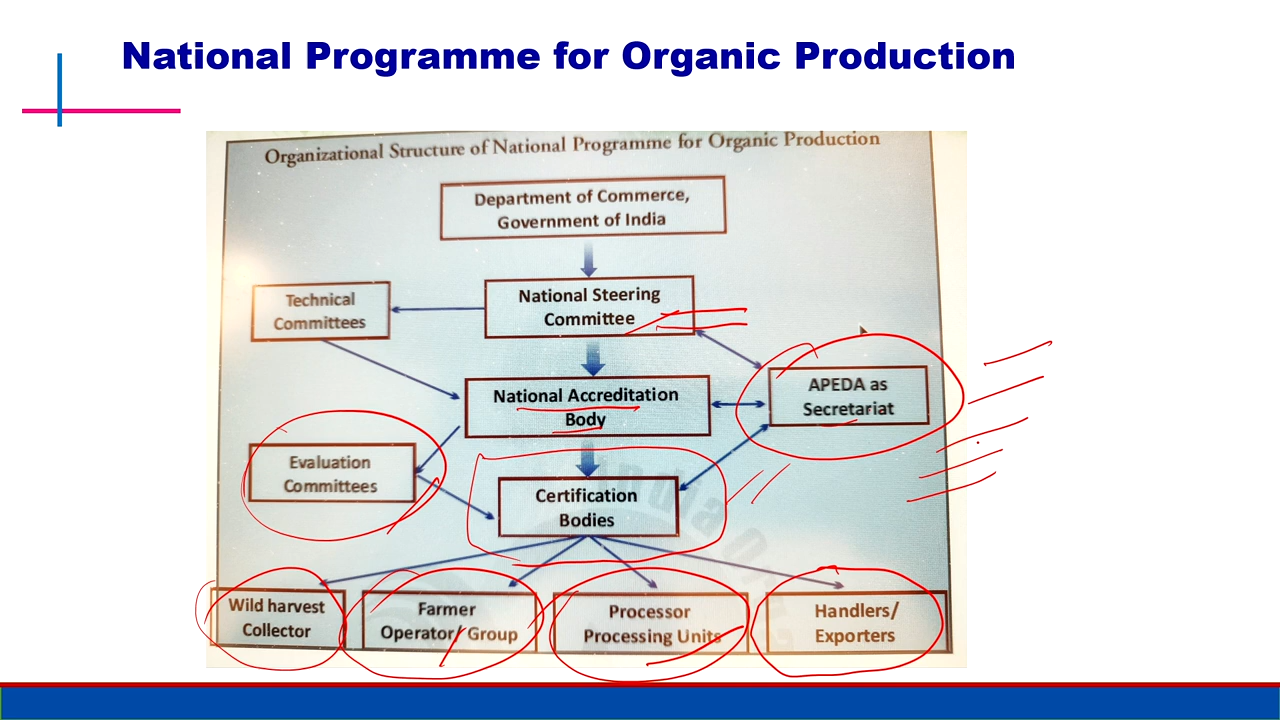 National Programme for Organic Production
Organizational Structure of National Programme for Organic Production
Department of Commerce,
Government of India
National Steering
Committee
Technical
Committees
National Accreditation
Body
APEDA as
Secretariat
Evaluation
Committees
Certification
Bodies
Wild harvest
Collector
Farmer
Operator/ Group
Processor
Processing Units
Handlers/
Exporters
India O